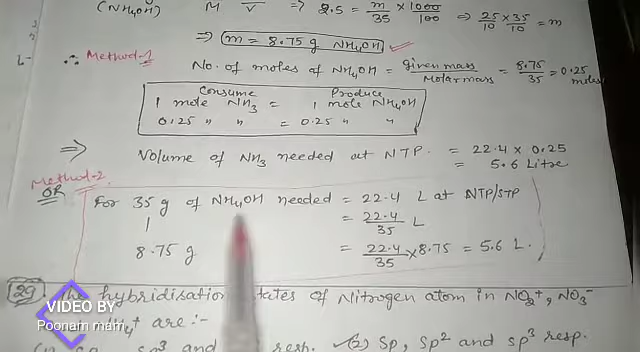 (NH4OH) M V ⇒ 2.5 = m/35 × 1000/100 ⇒ 25/10 × 35/10 = m
⇒ m = 8.75 g NH4OH
∴ Method-1
No. of moles of NH4OH = given mass/Molar mass = 8.75/35 = 0.25 moles
Consume Produce
1 mole NH3 = 1 mole NH4OH
0.25 " " = 0.25 " "
⇒ Volume of NH3 needed at NTP. = 22.4 × 0.25
= 5.6 Litre
Method-2
OR
For 35 g of NH4OH needed = 22.4 L at NTP/STP
1 = 22.4/35 L
8.75 g = 22.4/35 × 8.75 = 5.6 L.
29 The hybridisation states of Nitrogen atom in NO2+, NO3-
are :-
sp3 and resp. (2) Sp, Sp2 and sp3 resp.
VIDEO BY
Poonam mam